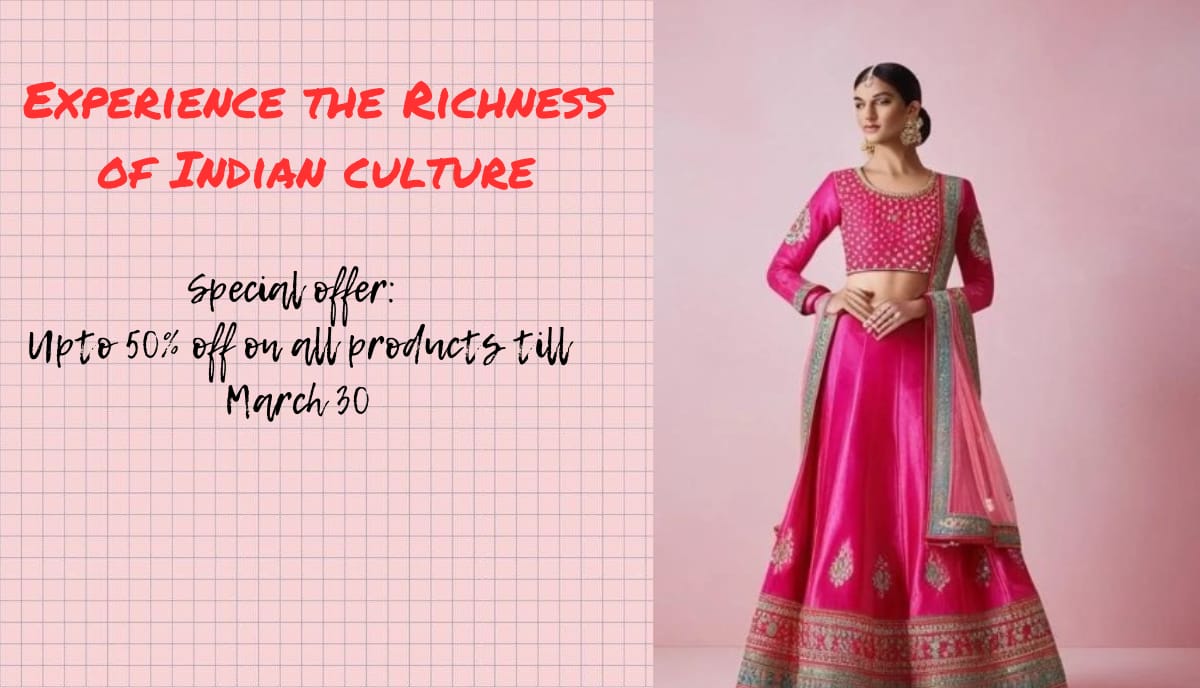 Experience the Richness
of Indian culture
Special offer:
Upto 50% off on all products till
March 30